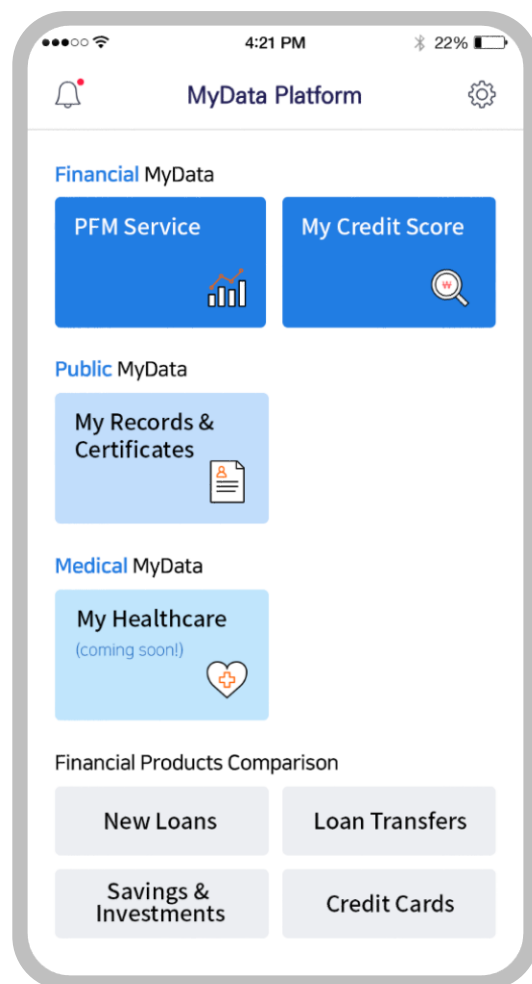 4:21 PM
22%
MyData Platform
Financial MyData
PFM Service
My Credit Score
₩
Public MyData
My Records &
Certificates
Medical MyData
My Healthcare
(coming soon!)
Financial Products Comparison
New Loans
Loan Transfers
Savings &
Investments
Credit Cards